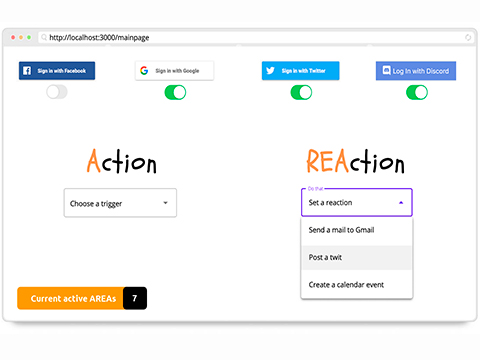 http://localhost:3000/mainpage
Sign in with Facebook
Sign in with Google
Sign in with Twitter
Log in with Discord
Action
REAction
Choose a trigger
Do that
Set a reaction
Send a mail to Gmail
Post a twit
Create a calendar event
Current active AREAs 7